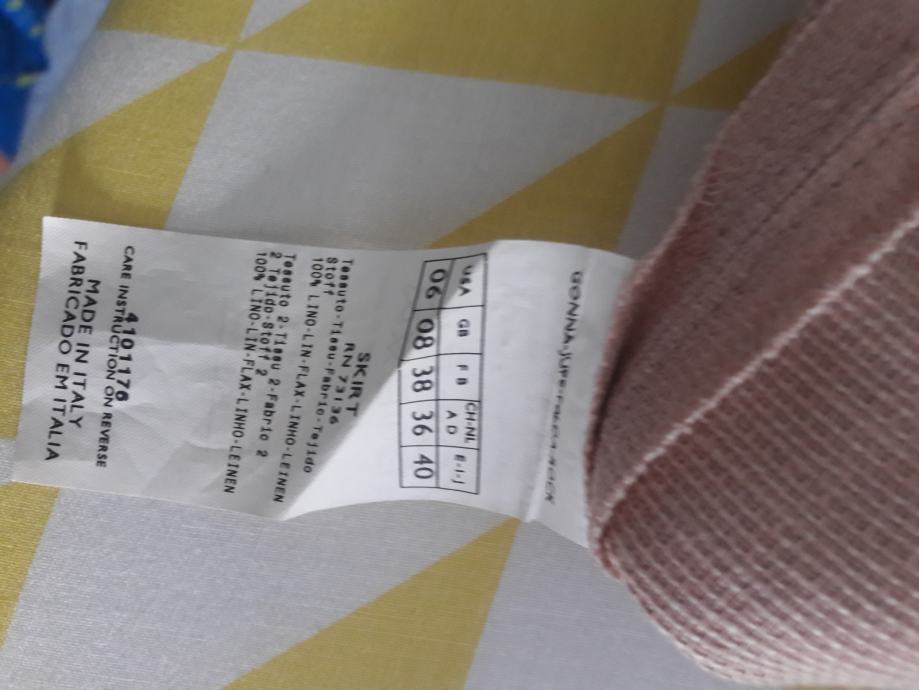 GONNA-JUPE-FALDA-ROCK
USA GB F B CH-NL A D E-I-J
06 08 38 36 40
SKIRT
RN 73136
Tessuto-Tissu-Fabric-Tejido
Stoff
100% LINO-LIN-FLAX-LINHO-LEINEN
Tessuto 2-Tissu 2-Fabric 2
2 Tejido-Stoff 2
100% LINO-LIN-FLAX-LINHO-LEINEN
4101176
CARE INSTRUCTION ON REVERSE
MADE IN ITALY
FABRICADO EM ITALIA